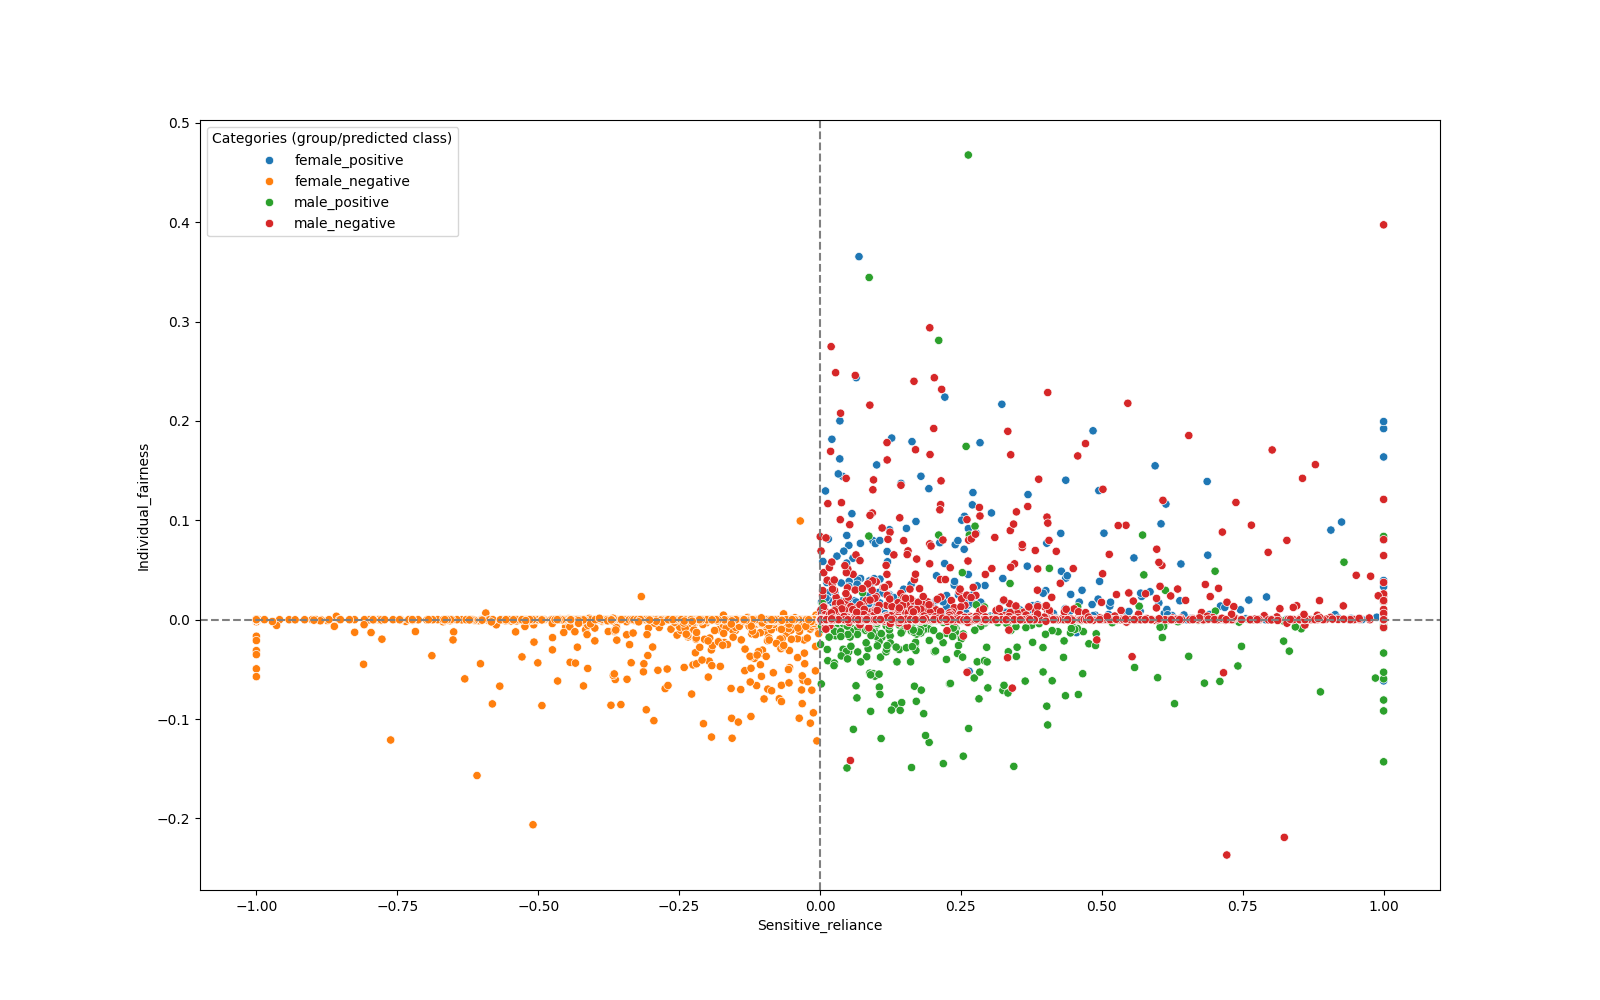 Categories (group/predicted class)
female_positive
female_negative
male_positive
male_negative
0.5
0.4
0.3
0.2
0.1
0.0
−0.1
−0.2
Individual_fairness
−1.00 −0.75 −0.50 −0.25 0.00 0.25 0.50 0.75 1.00
Sensitive_reliance